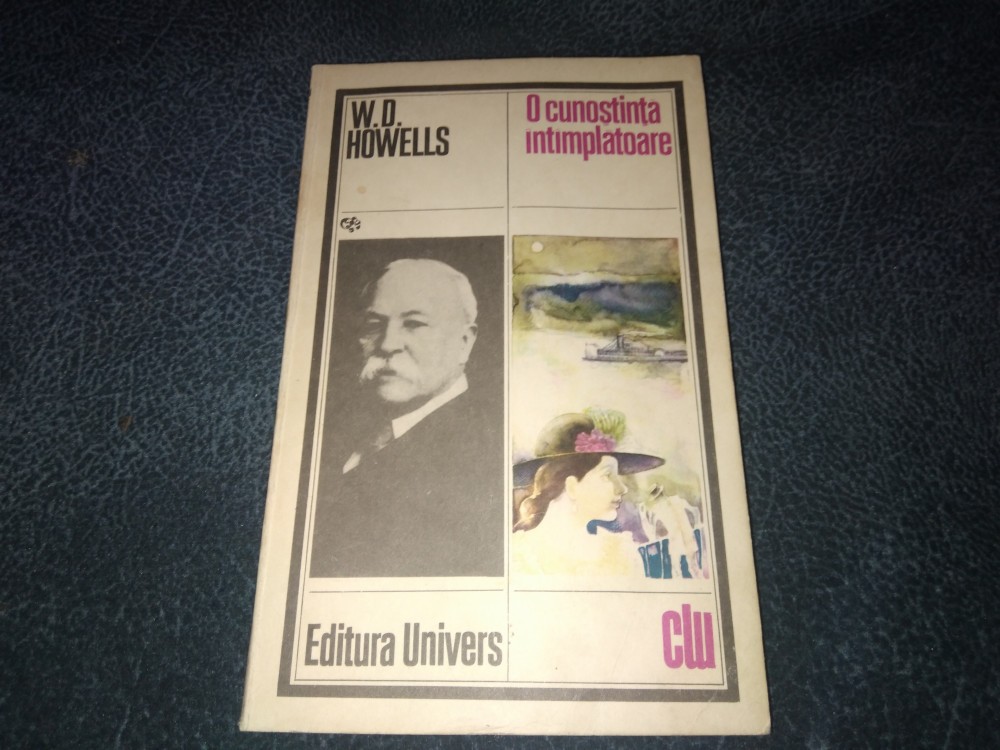 W.D.
HOWELLS
O cunoștința
intimplatoare
Editura Univers
clu